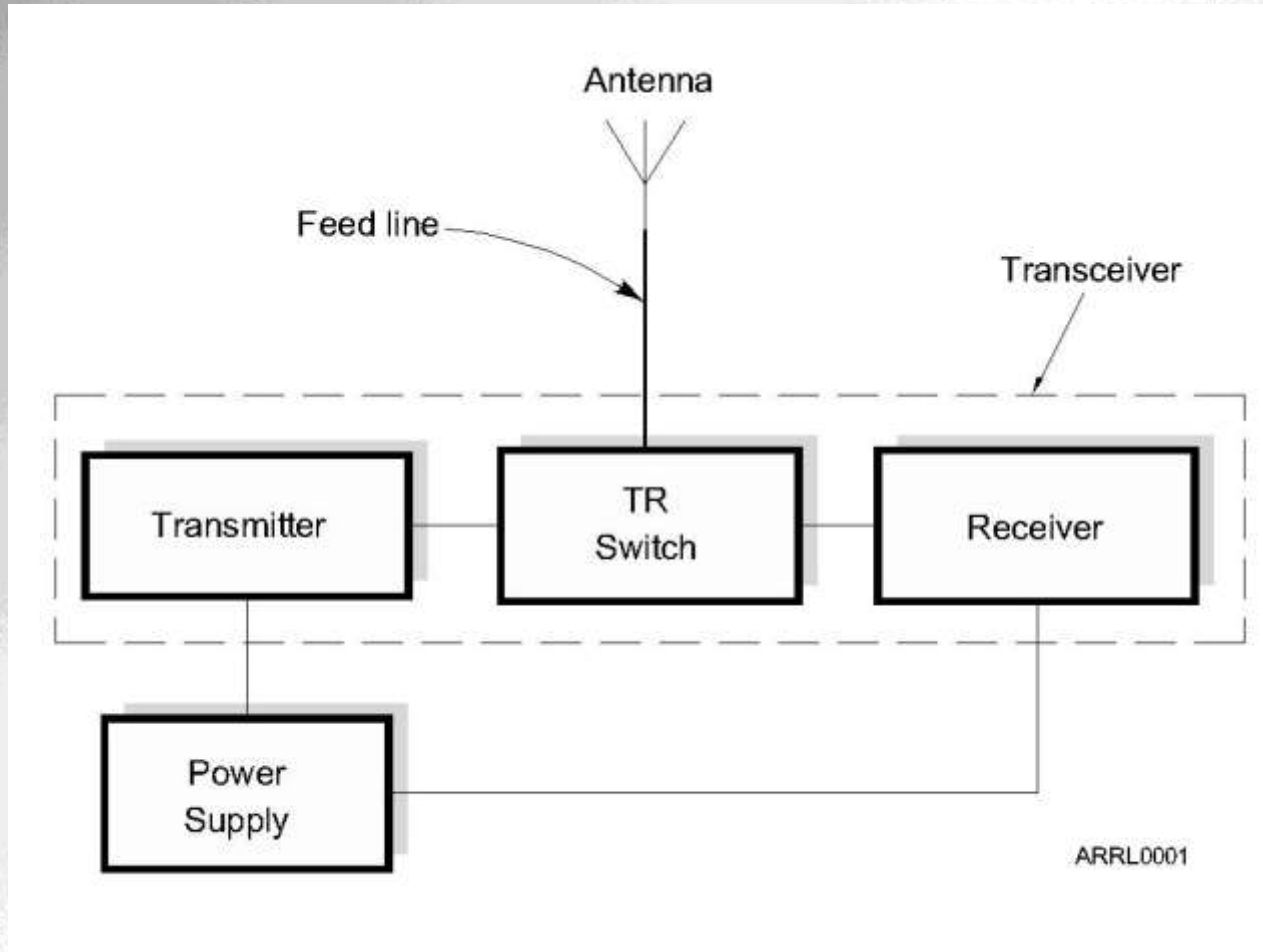 Antenna
Feed line
Transceiver
Transmitter
TR
Switch
Receiver
Power
Supply
ARRL0001